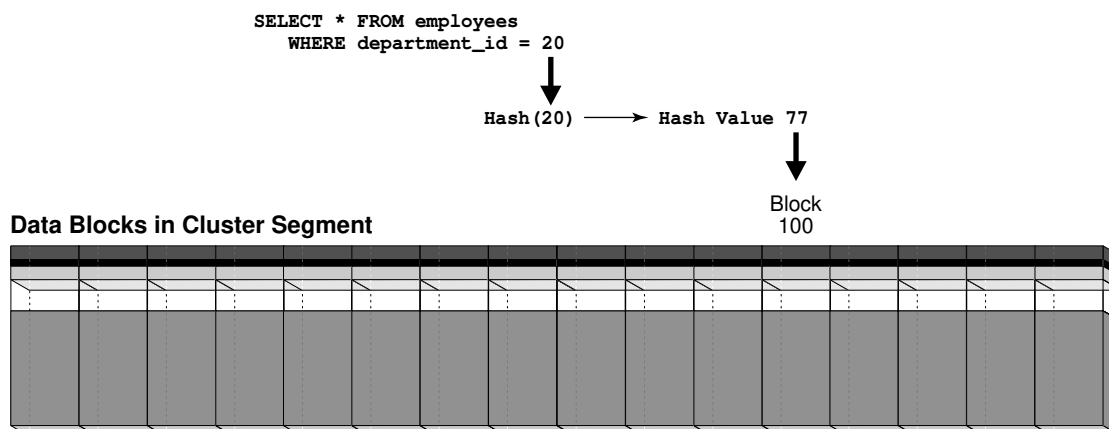 SELECT * FROM employees
WHERE department_id = 20
Hash(20)
Hash Value 77
Block
100
Data Blocks in Cluster Segment